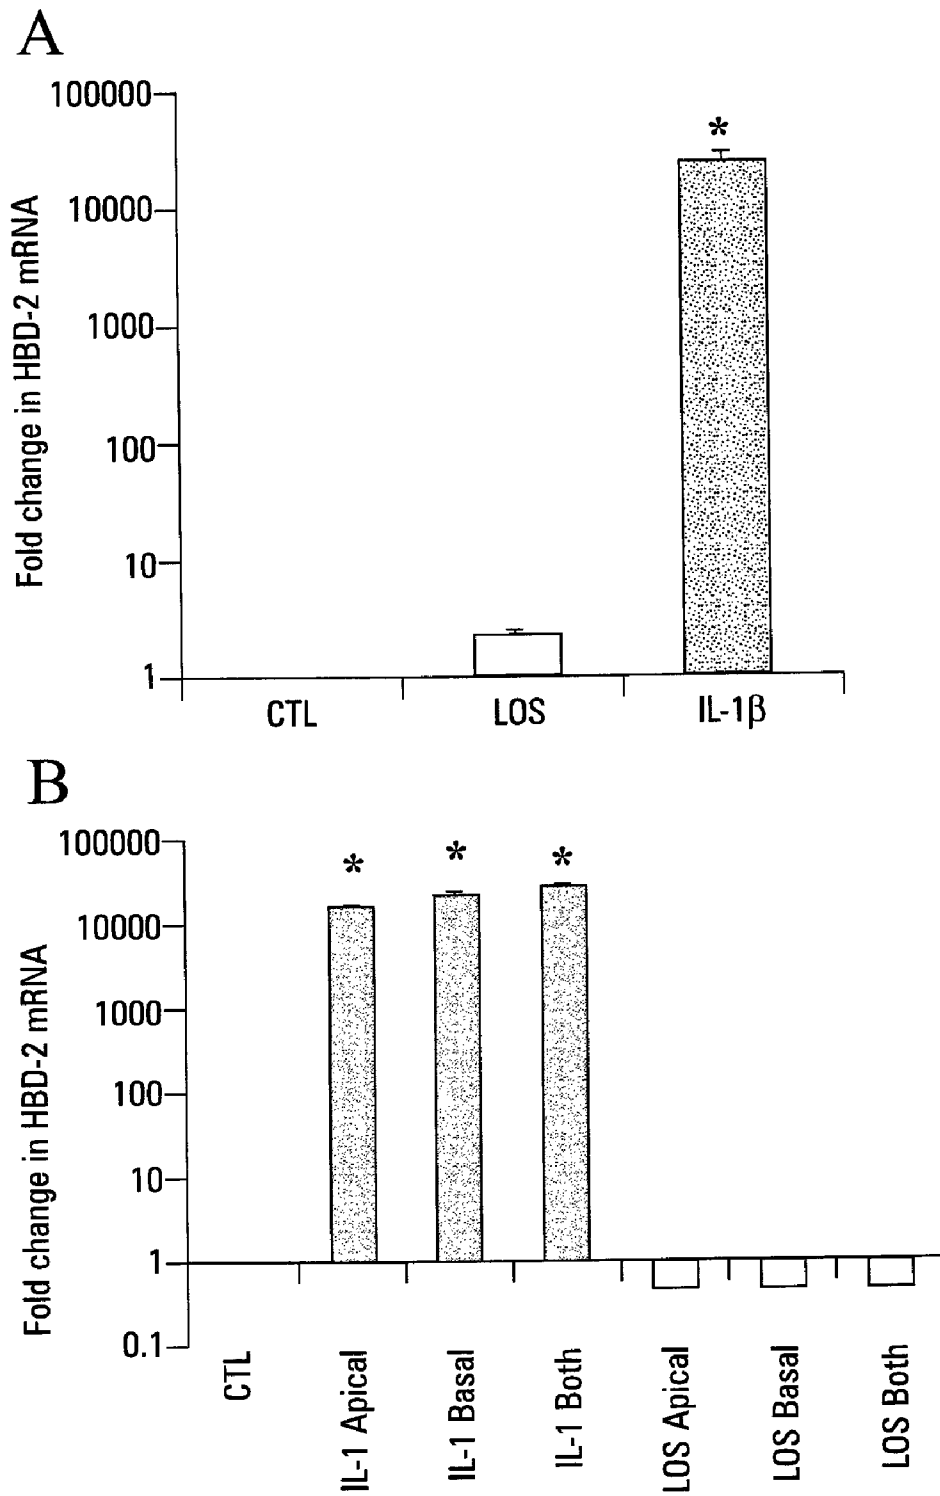 A
100000
10000
1000
100
10
1
Fold change in HBD-2 mRNA
*
CTL
LOS
IL-1β
B
100000
10000
1000
100
10
1
0.1
Fold change in HBD-2 mRNA
*
*
*
CTL
IL-1 Apical
IL-1 Basal
IL-1 Both
LOS Apical
LOS Basal
LOS Both